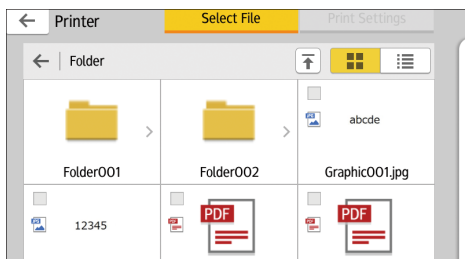 Printer
Select File
Print Settings
Folder
abcde
Folder001
Folder002
Graphic001.jpg
12345
PDF
PDF